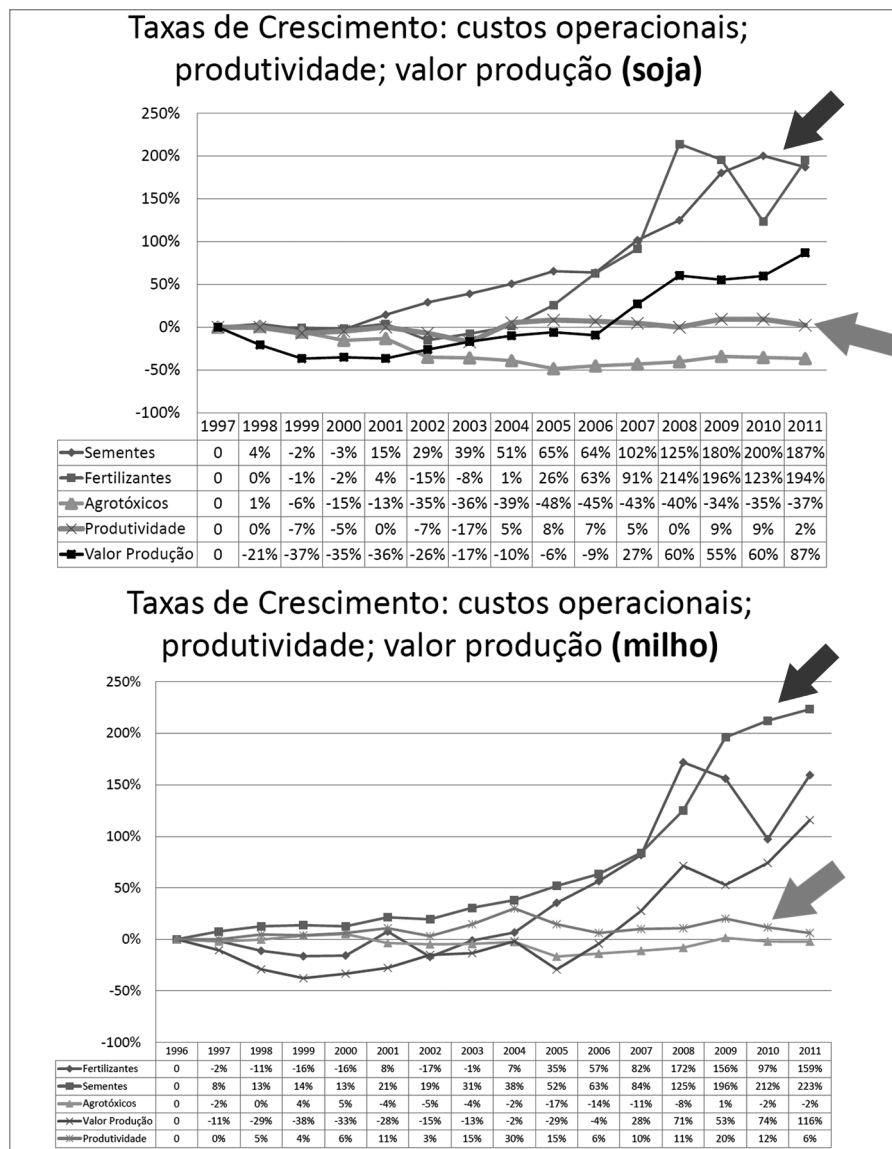 Taxas de Crescimento: custos operacionais;
produtividade; valor produção (soja)
250%
200%
150%
100%
50%
0%
-50%
-100%
1997 1998 1999 2000 2001 2002 2003 2004 2005 2006 2007 2008 2009 2010 2011
Sementes 0 4% -2% -3% 15% 29% 39% 51% 65% 64% 102% 125% 180% 200% 187%
Fertilizantes 0 0% -1% -2% 4% -15% -8% 1% 26% 63% 91% 214% 196% 123% 194%
Agrotóxicos 0 1% -6% -15% -13% -35% -36% -39% -48% -45% -43% -40% -34% -35% -37%
Produtividade 0 0% -7% -5% 0% -7% -17% 5% 8% 7% 5% 0% 9% 9% 2%
Valor Produção 0 -21% -37% -35% -36% -26% -17% -10% -6% -9% 27% 60% 55% 60% 87%
Taxas de Crescimento: custos operacionais;
produtividade; valor produção (milho)
250%
200%
150%
100%
50%
0%
-50%
-100%
1996 1997 1998 1999 2000 2001 2002 2003 2004 2005 2006 2007 2008 2009 2010 2011
Fertilizantes 0 -2% -11% -16% -16% 8% -17% -1% 7% 35% 57% 82% 172% 156% 97% 159%
Sementes 0 8% 13% 14% 13% 21% 19% 31% 38% 52% 63% 84% 125% 196% 212% 223%
Agrotóxicos 0 -2% 0% 4% 5% -4% -5% -4% -2% -17% -14% -11% -8% 1% -2% -2%
Valor Produção 0 -11% -29% -38% -33% -28% -15% -13% -2% -29% -4% 28% 71% 53% 74% 116%
Produtividade 0 0% 5% 4% 6% 11% 3% 15% 30% 15% 6% 10% 11% 20% 12% 6%